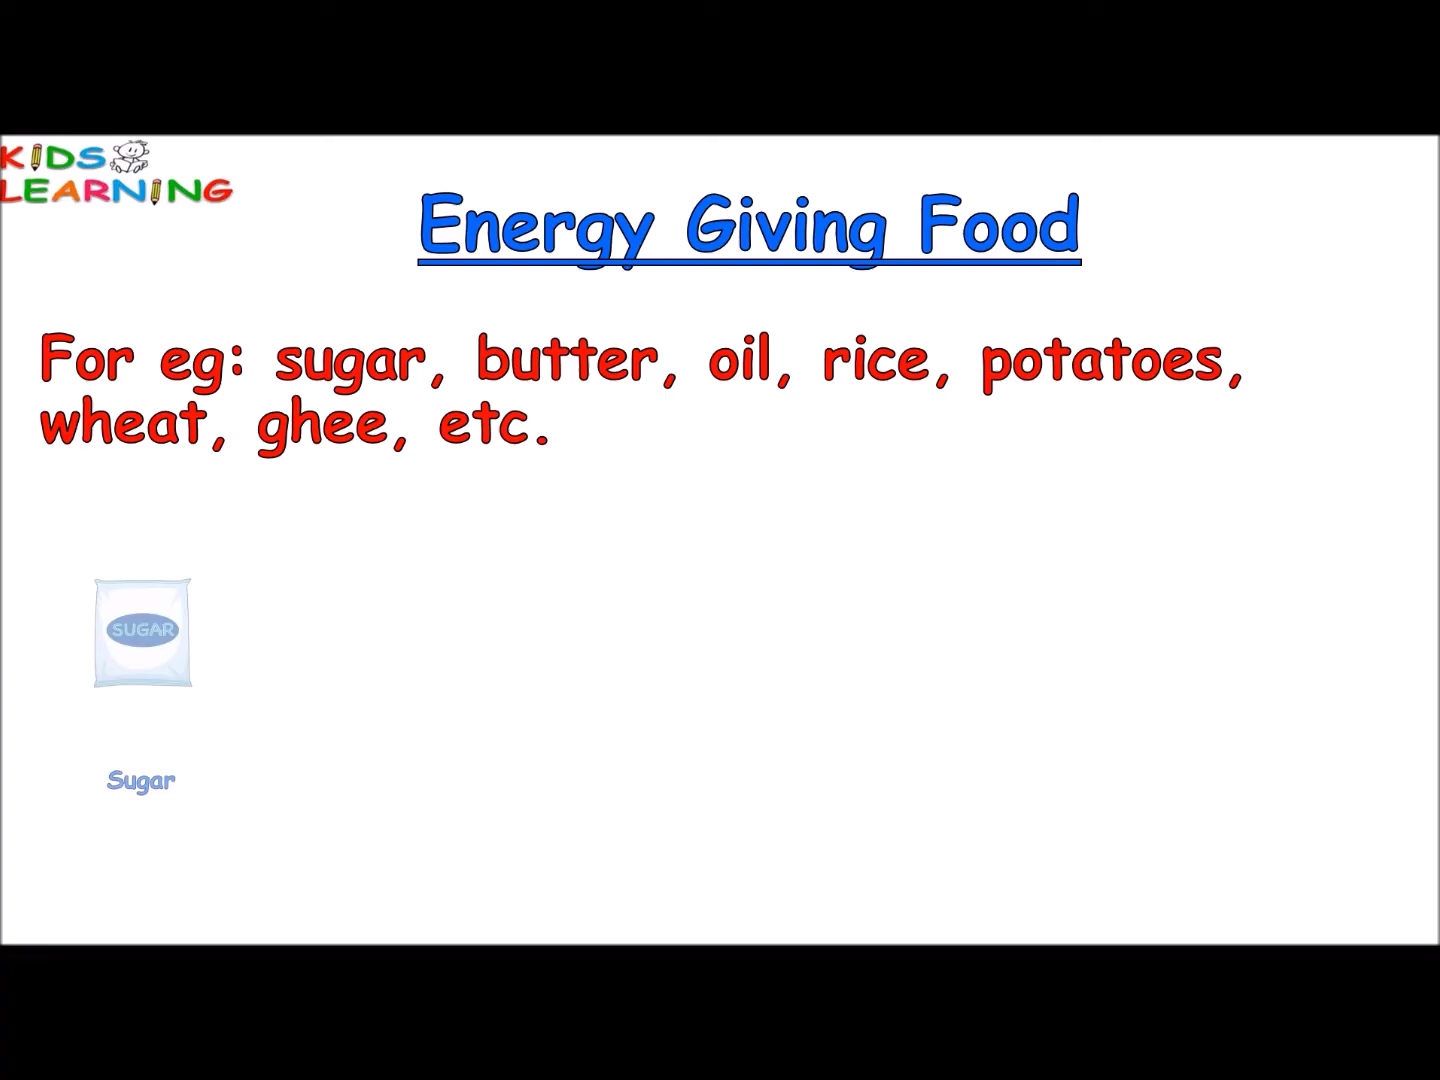 KIDS
LEARNING
Energy Giving Food
For eg: sugar, butter, oil, rice, potatoes,
wheat, ghee, etc.
SUGAR
Sugar